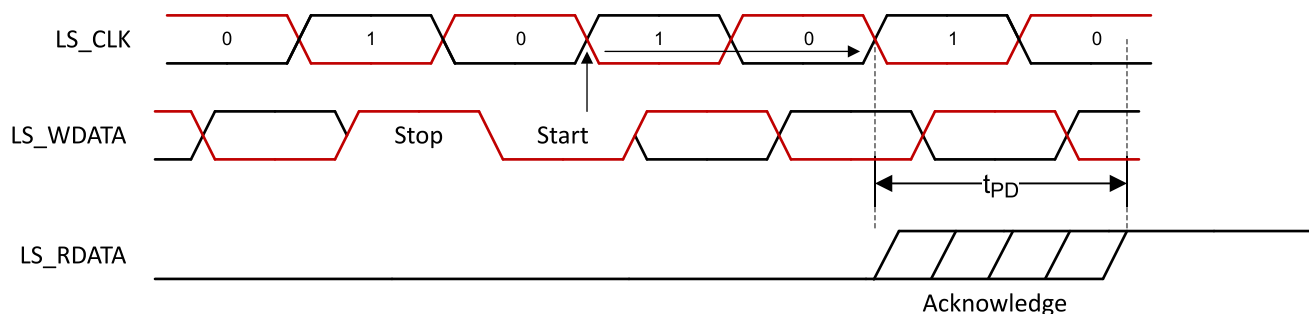 LS_CLK 0 1 0 1 0 1 0
LS_WDATA Stop Start
tPD
LS_RDATA
Acknowledge